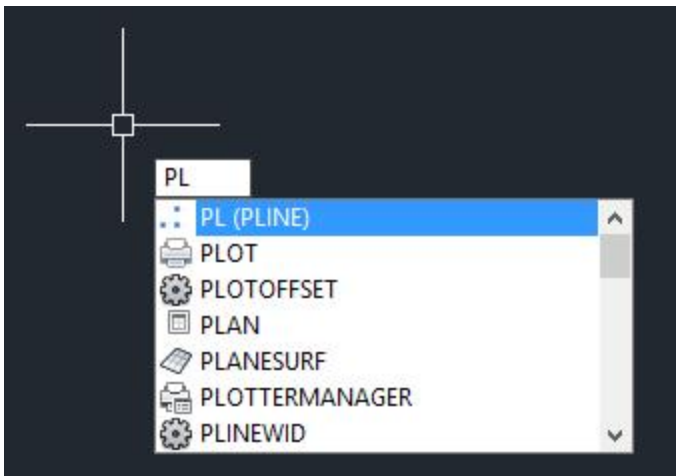 PL
PL (PLINE)
PLOT
PLOTOFFSET
PLAN
PLANESURF
PLOTTERMANAGER
PLINEWID